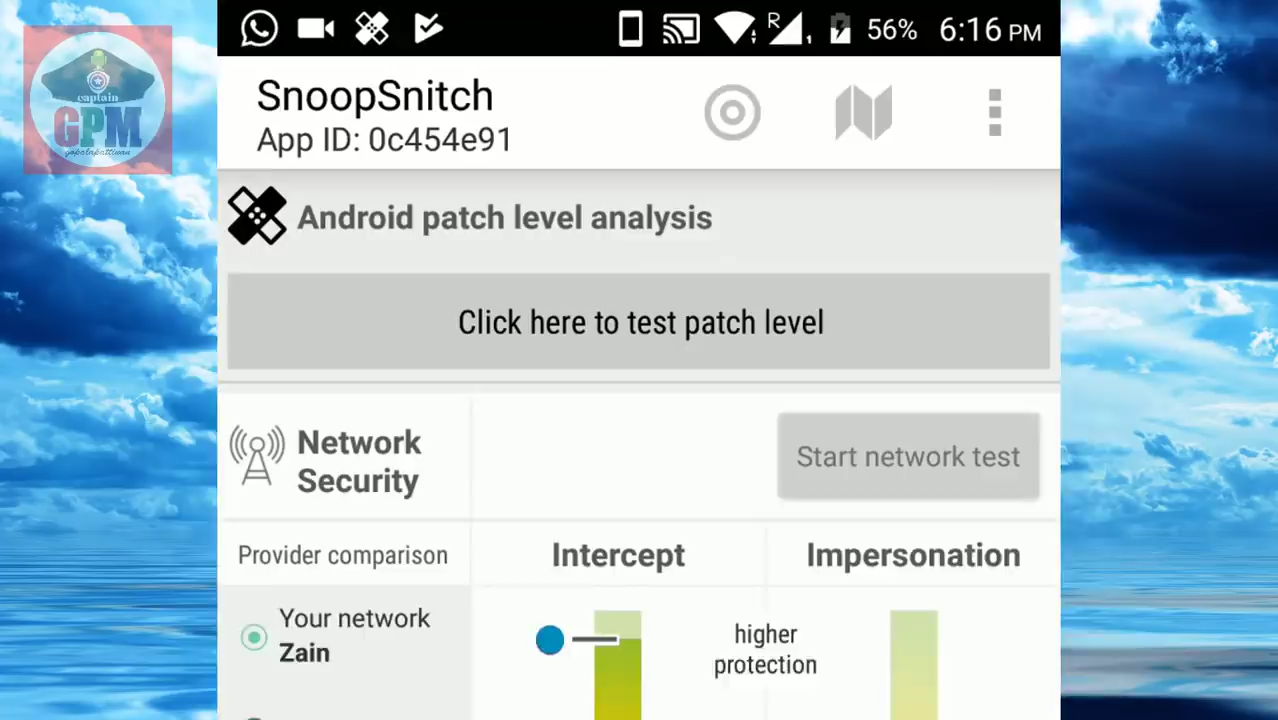 56% 6:16 PM
captain
GPM
SnoopSnitch
App ID: 0c454e91
Android patch level analysis
Click here to test patch level
Network
Security
Start network test
Provider comparison
Intercept
Impersonation
Your network
Zain
higher
protection